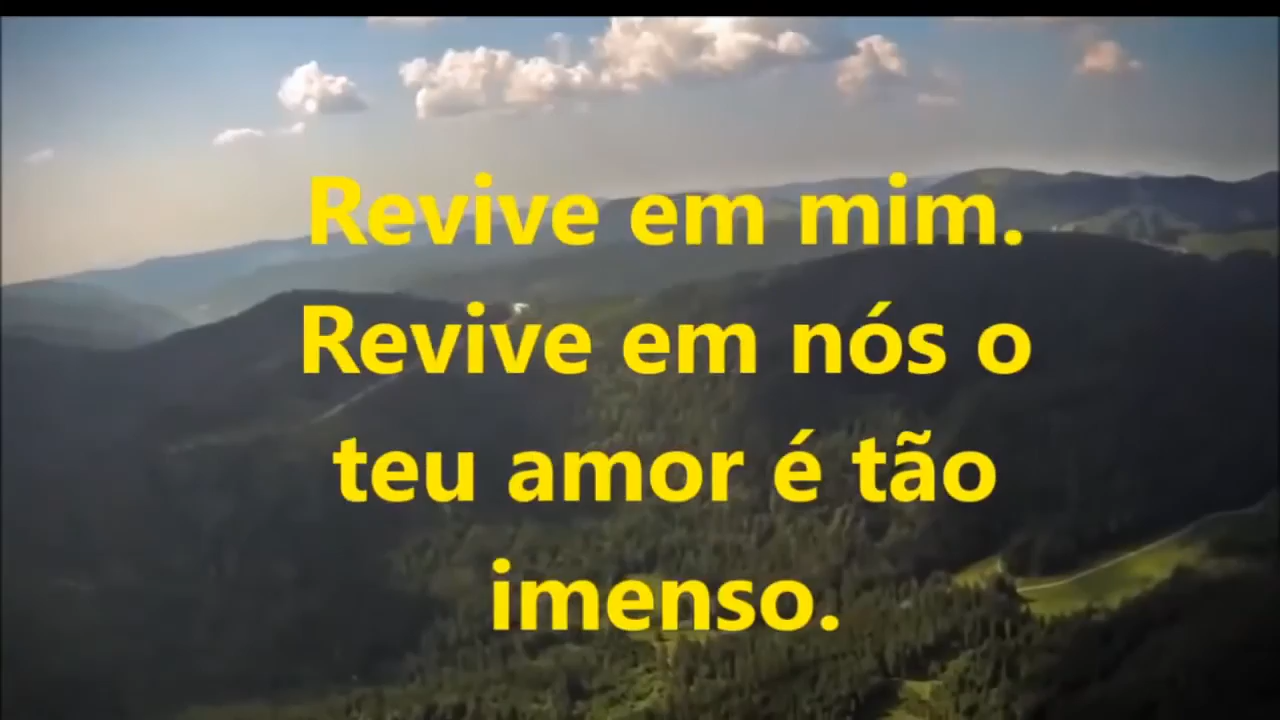 Revive em mim.
Revive em nós o
teu amor é tão
imenso.